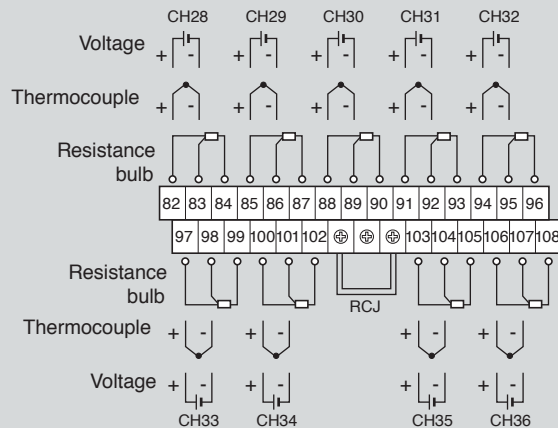 CH28 CH29 CH30 CH31 CH32
Voltage + - + - + - + - + -
Thermocouple + - + - + - + - + -
Resistance
bulb
82 83 84 85 86 87 88 89 90 91 92 93 94 95 96
97 98 99 100 101 102 103 104 105 106 107 108
Resistance
bulb
RCJ
Thermocouple + - + - + - + -
Voltage + - + - + - + -
CH33 CH34 CH35 CH36